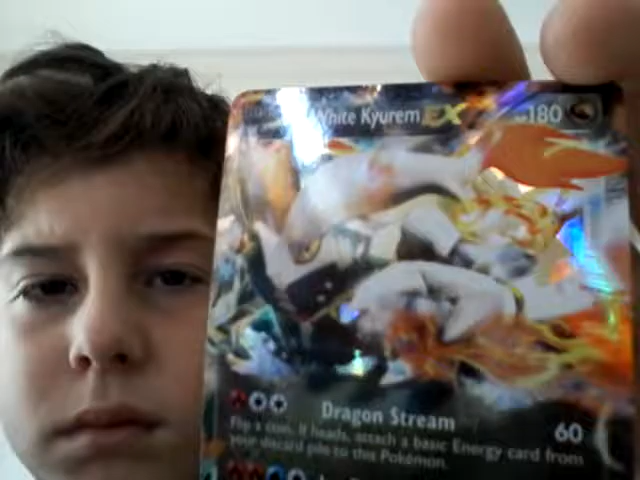 White Kyurem EX 180
Dragon Stream 60
Flip a coin. If heads, attach a basic Energy card from
your discard pile to this Pokémon.